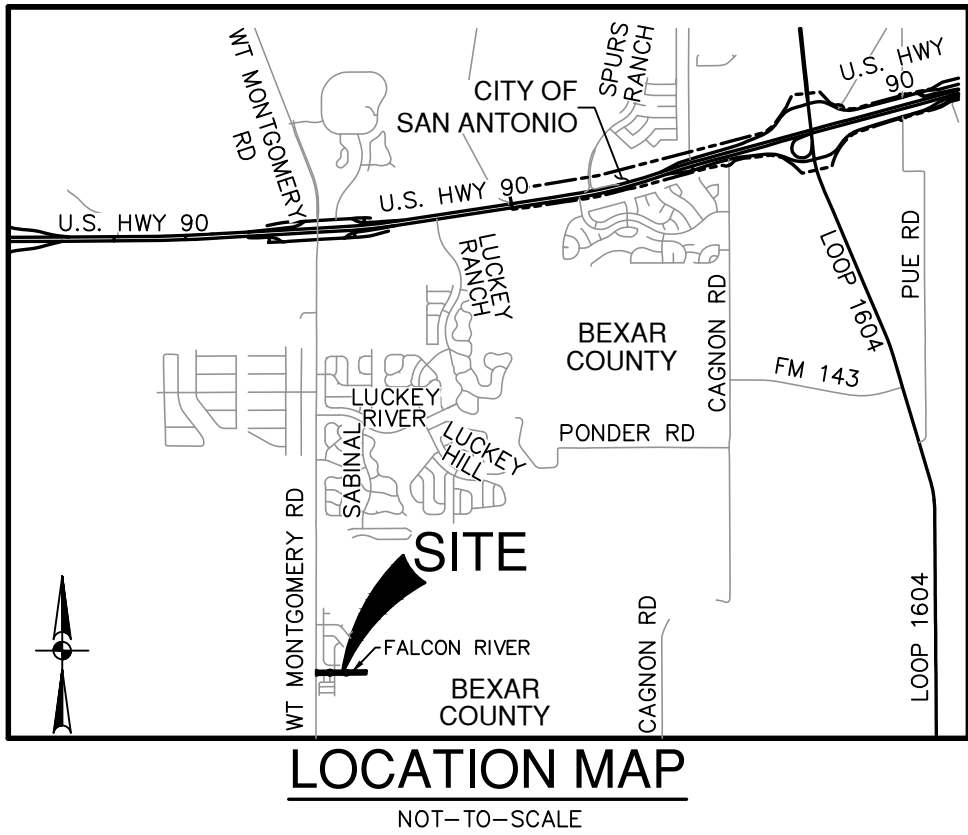 WT MONTGOMERY
RD
SPURS
RANCH
U.S. HWY
90
CITY OF
SAN ANTONIO
U.S. HWY 90
U.S. HWY 90
LUCKEY
RANCH
LOOP 1604
PUE RD
BEXAR
COUNTY
CAGNON RD
FM 143
LUCKEY
RIVER
SABINAL
LUCKEY
HILL
PONDER RD
WT MONTGOMERY RD
SITE
FALCON RIVER
BEXAR
COUNTY
CAGNON RD
LOOP 1604
LOCATION MAP
NOT-TO-SCALE